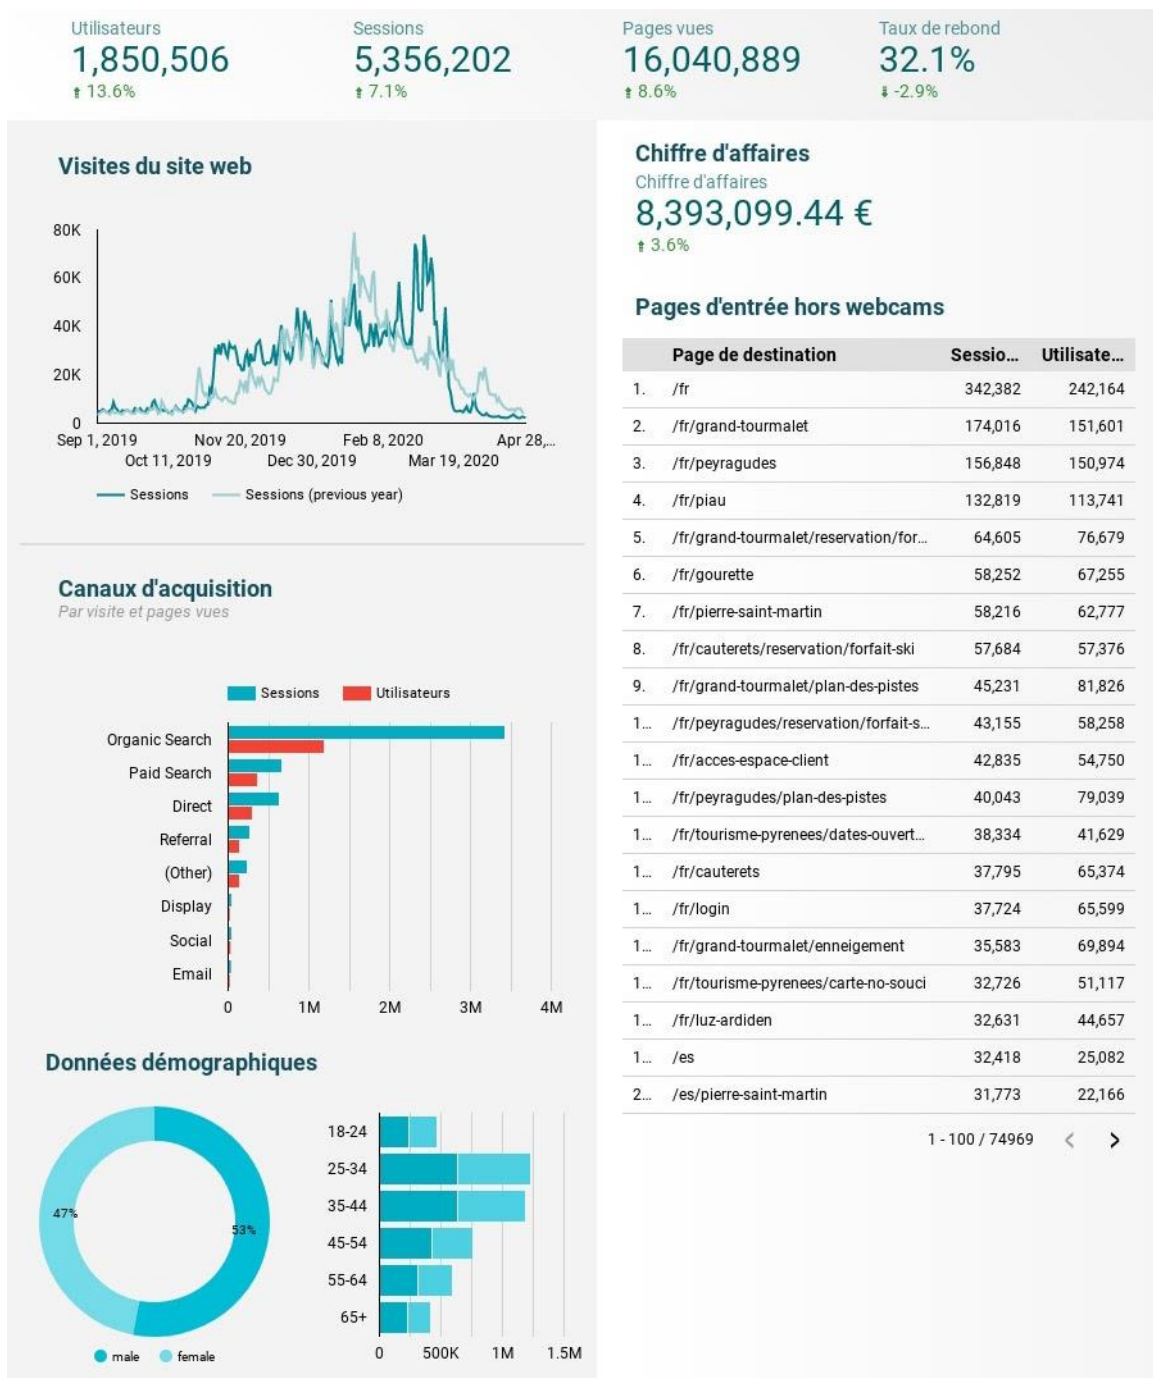 Utilisateurs
1,850,506
⬆ 13.6%
Sessions
5,356,202
⬆ 7.1%
Pages vues
16,040,889
⬆ 8.6%
Taux de rebond
32.1%
⬇ -2.9%
Visites du site web
80K
60K
40K
20K
0
Sep 1, 2019 Nov 20, 2019 Feb 8, 2020 Apr 28,...
Oct 11, 2019 Dec 30, 2019 Mar 19, 2020
Sessions Sessions (previous year)
Canaux d'acquisition
Par visite et pages vues
Sessions Utilisateurs
Organic Search
Paid Search
Direct
Referral
(Other)
Display
Social
Email
0 1M 2M 3M 4M
Données démographiques
47%
53%
male female
18-24
25-34
35-44
45-54
55-64
65+
0 500K 1M 1.5M
Chiffre d'affaires
Chiffre d'affaires
8,393,099.44 €
⬆ 3.6%
Pages d'entrée hors webcams
Page de destination Sessio... Utilisate...
1. /fr 342,382 242,164
2. /fr/grand-tourmalet 174,016 151,601
3. /fr/peyragudes 156,848 150,974
4. /fr/piau 132,819 113,741
5. /fr/grand-tourmalet/reservation/for... 64,605 76,679
6. /fr/gourette 58,252 67,255
7. /fr/pierre-saint-martin 58,216 62,777
8. /fr/cauterets/reservation/forfait-ski 57,684 57,376
9. /fr/grand-tourmalet/plan-des-pistes 45,231 81,826
1... /fr/peyragudes/reservation/forfait-s... 43,155 58,258
1... /fr/acces-espace-client 42,835 54,750
1... /fr/peyragudes/plan-des-pistes 40,043 79,039
1... /fr/tourisme-pyrenees/dates-ouvert... 38,334 41,629
1... /fr/cauterets 37,795 65,374
1... /fr/login 37,724 65,599
1... /fr/grand-tourmalet/enneigement 35,583 69,894
1... /fr/tourisme-pyrenees/carte-no-souci 32,726 51,117
1... /fr/luz-ardiden 32,631 44,657
1... /es 32,418 25,082
2... /es/pierre-saint-martin 31,773 22,166
1 - 100 / 74969 < >